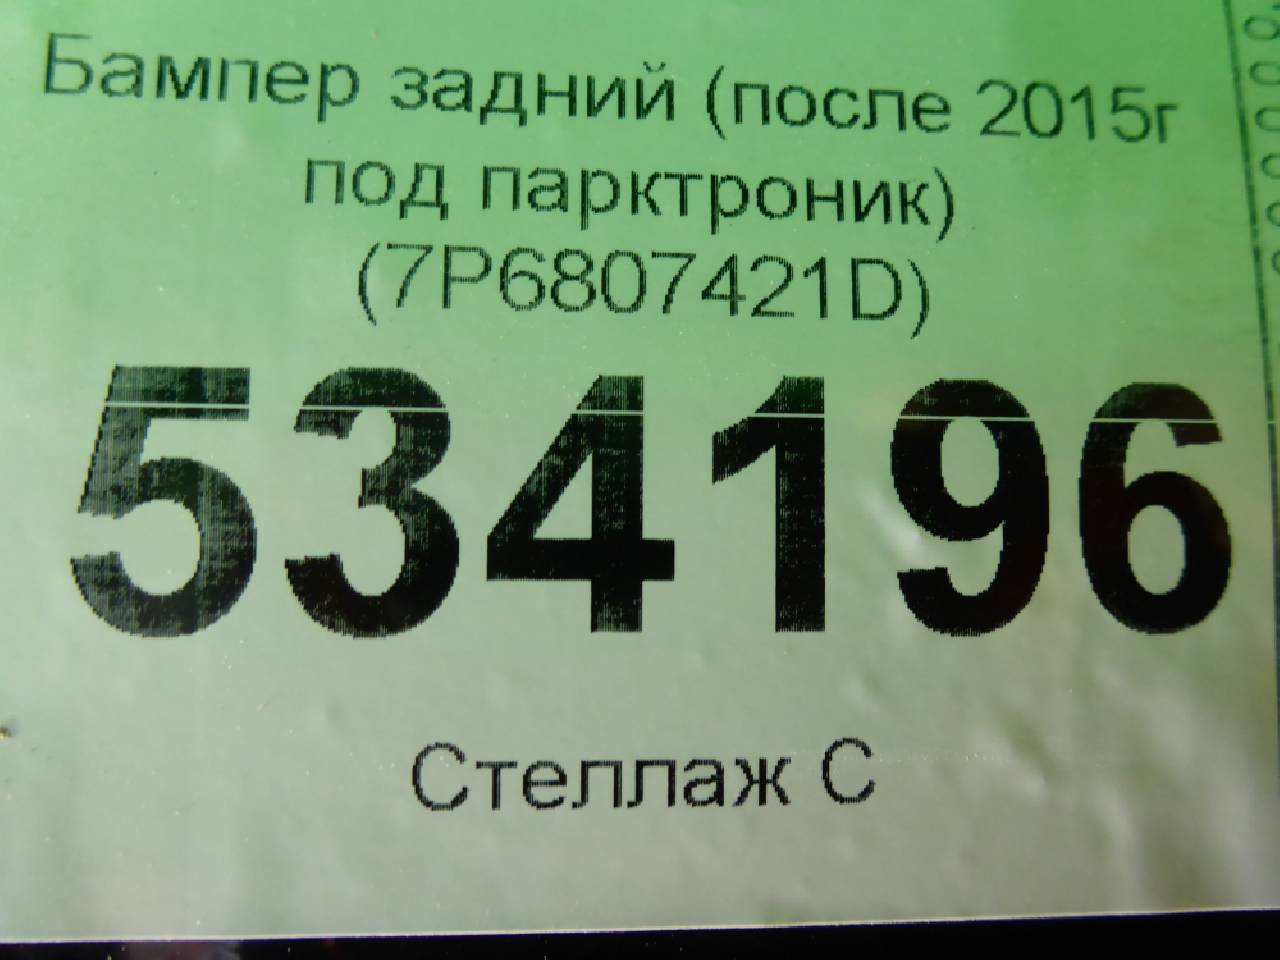 Бампер задний (после 2015г
под парктроник)
(7P6807421D)
534196
Стеллаж С